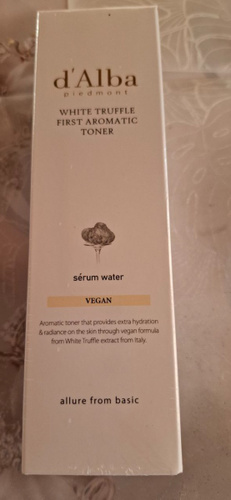 d'Alba
piedmont
WHITE TRUFFLE
FIRST AROMATIC
TONER
sérum water
VEGAN
Aromatic toner that provides extra hydration
& radiance on the skin through vegan formula
from White Truffle extract from Italy.
allure from basic